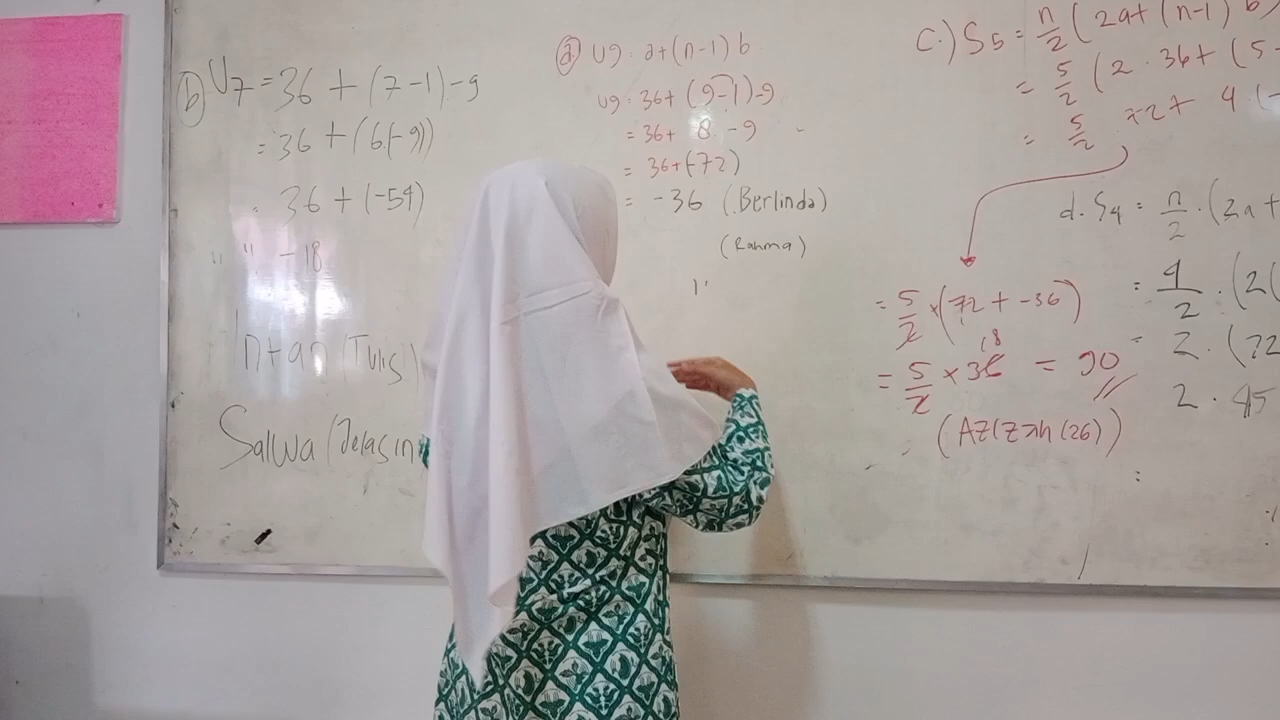 b U7 = 36 + (7-1) - 9
= 36 + (6.(-9))
= 36 + (-54)
" " -18
Intan (Tulis)
Salwa (Jelasin
a U9 : a+(n-1) b
U9 : 36+ (9-1)-9
= 36+ 8 . -9
= 36+(-72)
= -36 (Berlinda)
(Rahma)
C.) S5 = n/2 (2a+(n-1) b)
= 5/2 (2 . 36+ (5-
= 5/2 72+ 4 (-
= 5/2 x (72 + -36)
18
= 5/2 x 36 = 90 //
(Azizah (26))
d. S4 = n/2 . (2a+
= 4/2 . (2(
= 2 . (72
2 . 45